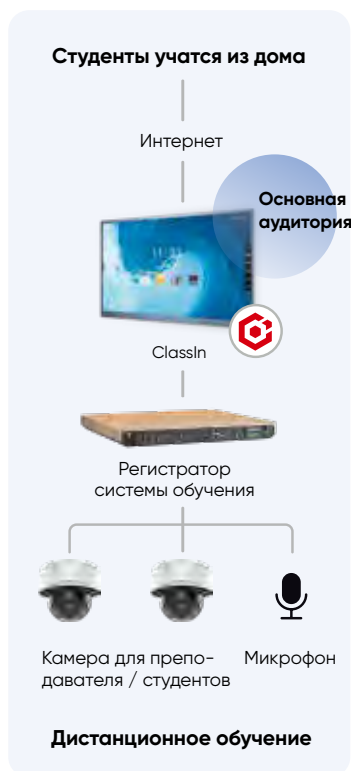 Студенты учатся из дома
Интернет
Основная
аудитория
ClassIn
Регистратор
системы обучения
Камера для препо-
давателя / студентов
Микрофон
Дистанционное обучение